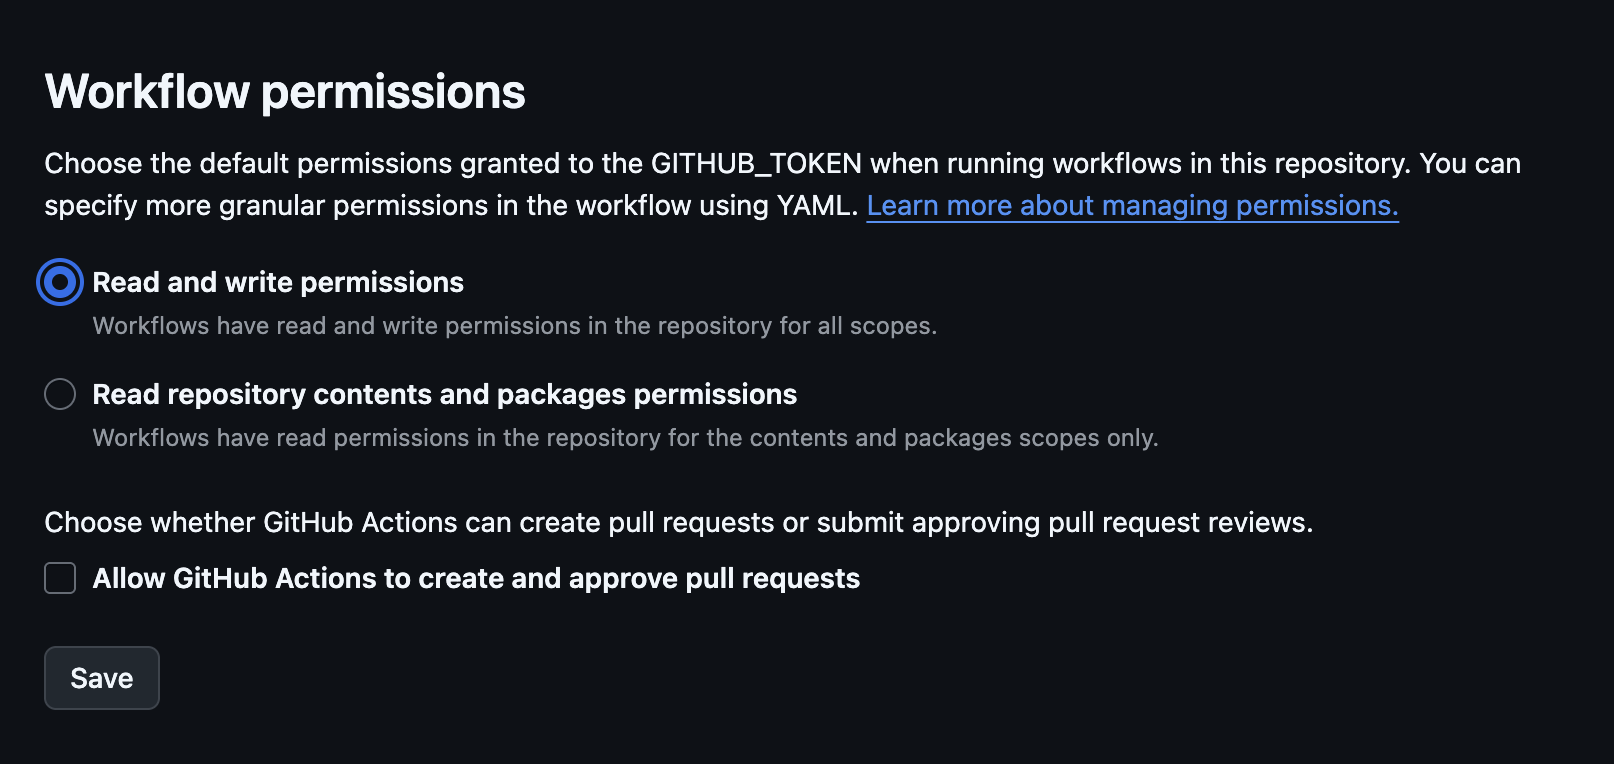 Workflow permissions
Choose the default permissions granted to the GITHUB_TOKEN when running workflows in this repository. You can
specify more granular permissions in the workflow using YAML. Learn more about managing permissions.
Read and write permissions
Workflows have read and write permissions in the repository for all scopes.
Read repository contents and packages permissions
Workflows have read permissions in the repository for the contents and packages scopes only.
Choose whether GitHub Actions can create pull requests or submit approving pull request reviews.
Allow GitHub Actions to create and approve pull requests
Save